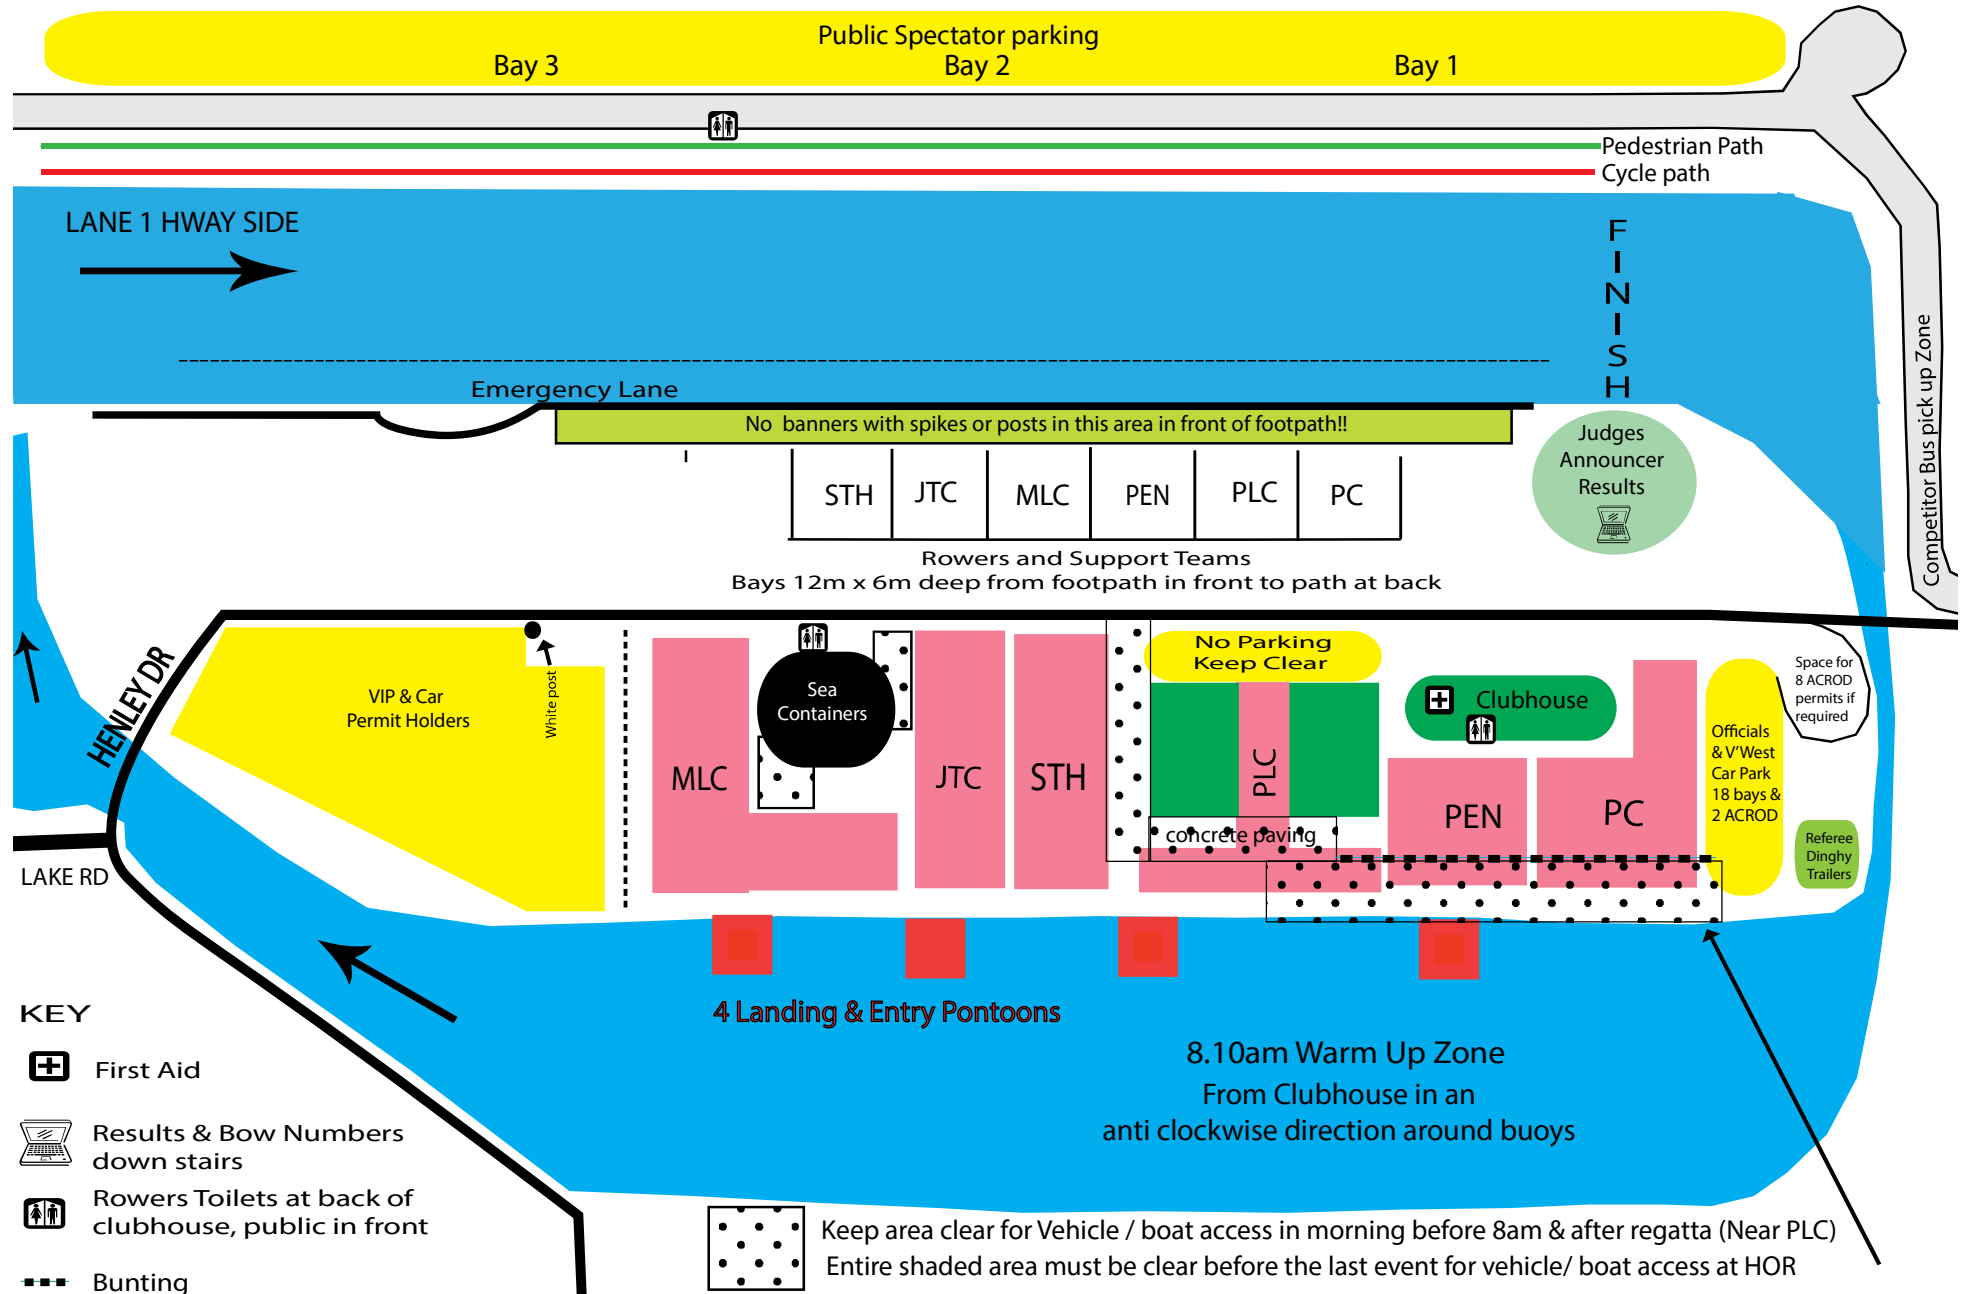 Public Spectator parking
Bay 3
Bay 2
Bay 1
Pedestrian Path
Cycle path
LANE 1 HWAY SIDE
FINISH
Emergency Lane
Competitor Bus pick up Zone
No banners with spikes or posts in this area in front of footpath!!
Judges
Announcer
Results
STH
JTC
MLC
PEN
PLC
PC
Rowers and Support Teams
Bays 12m x 6m deep from footpath in front to path at back
HENLEY DR
VIP & Car
Permit Holders
White post
Sea
Containers
No Parking
Keep Clear
Clubhouse
Space for
8 ACROD
permits if
required
MLC
JTC
STH
PLC
concrete paving
PEN
PC
Officials
& V'West
Car Park
18 bays &
2 ACROD
Referee
Dinghy
Trailers
LAKE RD
4 Landing & Entry Pontoons
8.10am Warm Up Zone
From Clubhouse in an
anti clockwise direction around buoys
KEY
First Aid
Results & Bow Numbers
down stairs
Rowers Toilets at back of
clubhouse, public in front
Bunting
Keep area clear for Vehicle / boat access in morning before 8am & after regatta (Near PLC)
Entire shaded area must be clear before the last event for vehicle/ boat access at HOR